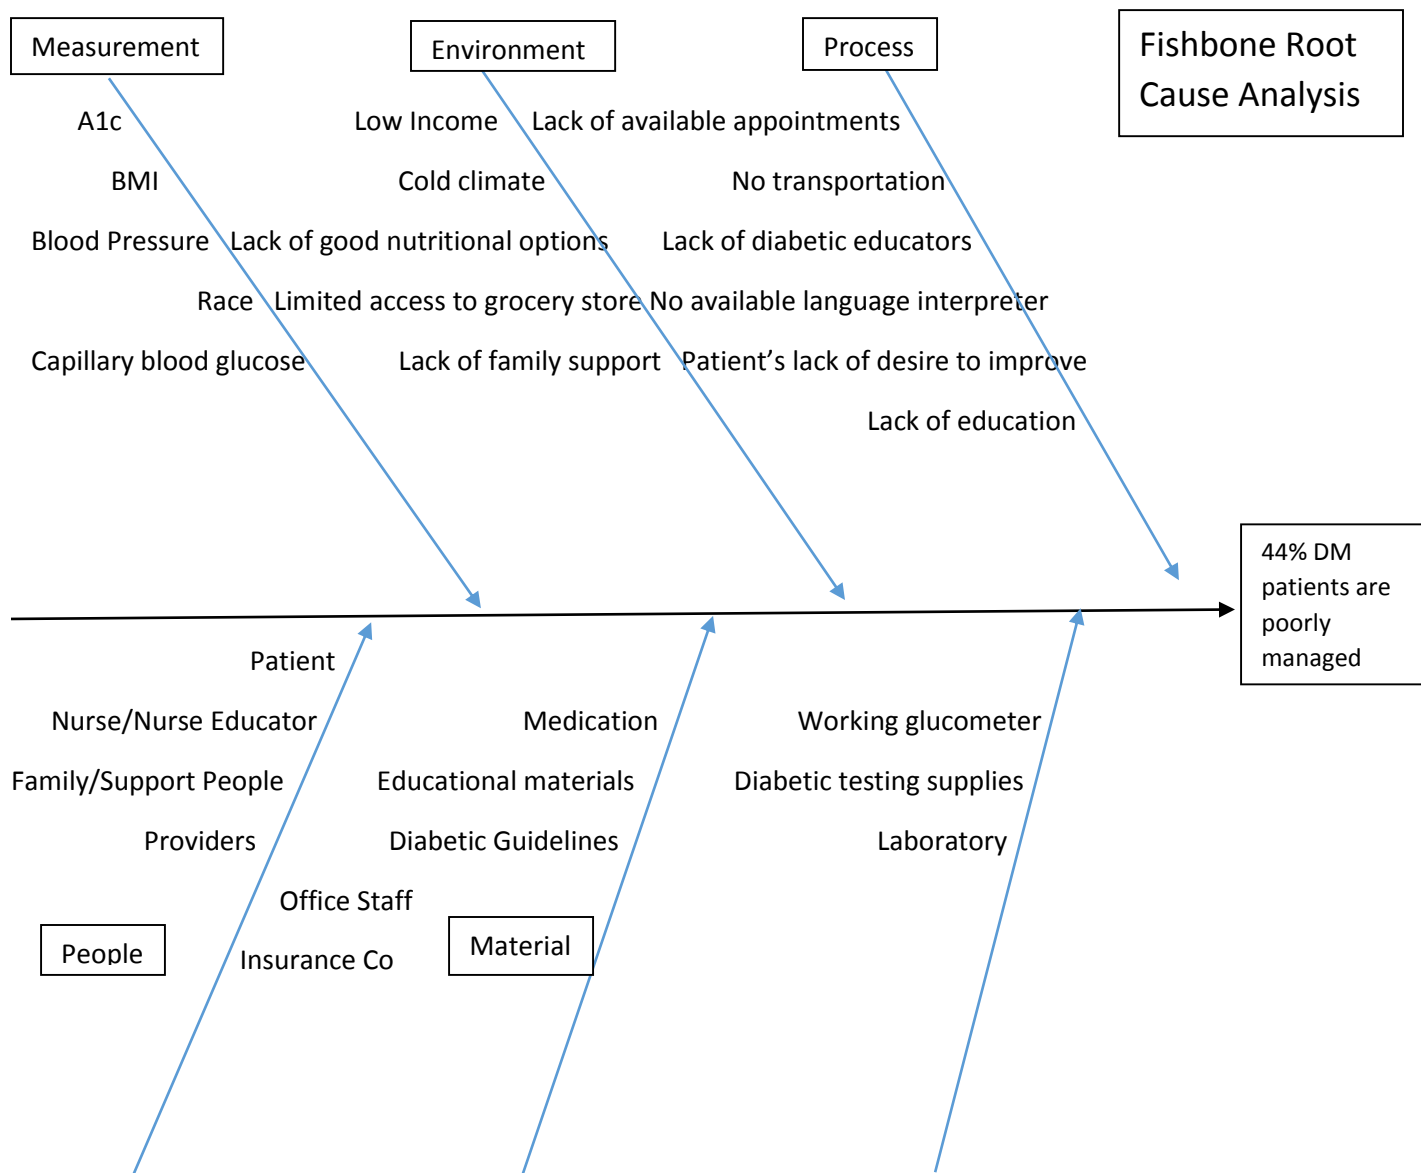 Measurement
Environment
Process
Fishbone Root
Cause Analysis
A1c
Low Income
Lack of available appointments
BMI
Cold climate
No transportation
Blood Pressure
Lack of good nutritional options
Lack of diabetic educators
Race
Limited access to grocery store
No available language interpreter
Capillary blood glucose
Lack of family support
Patient’s lack of desire to improve
Lack of education
44% DM
patients are
poorly
managed
Patient
Nurse/Nurse Educator
Medication
Working glucometer
Family/Support People
Educational materials
Diabetic testing supplies
Providers
Diabetic Guidelines
Laboratory
Office Staff
People
Insurance Co
Material